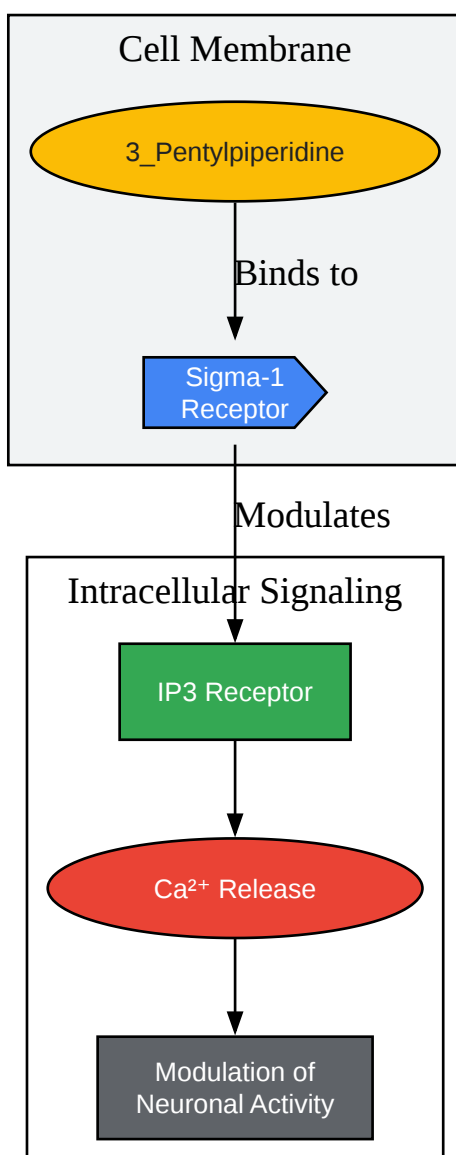 Cell Membrane
3_Pentylpiperidine
Binds to
Sigma-1
Receptor
Modulates
Intracellular Signaling
IP3 Receptor
Ca²⁺ Release
Modulation of
Neuronal Activity